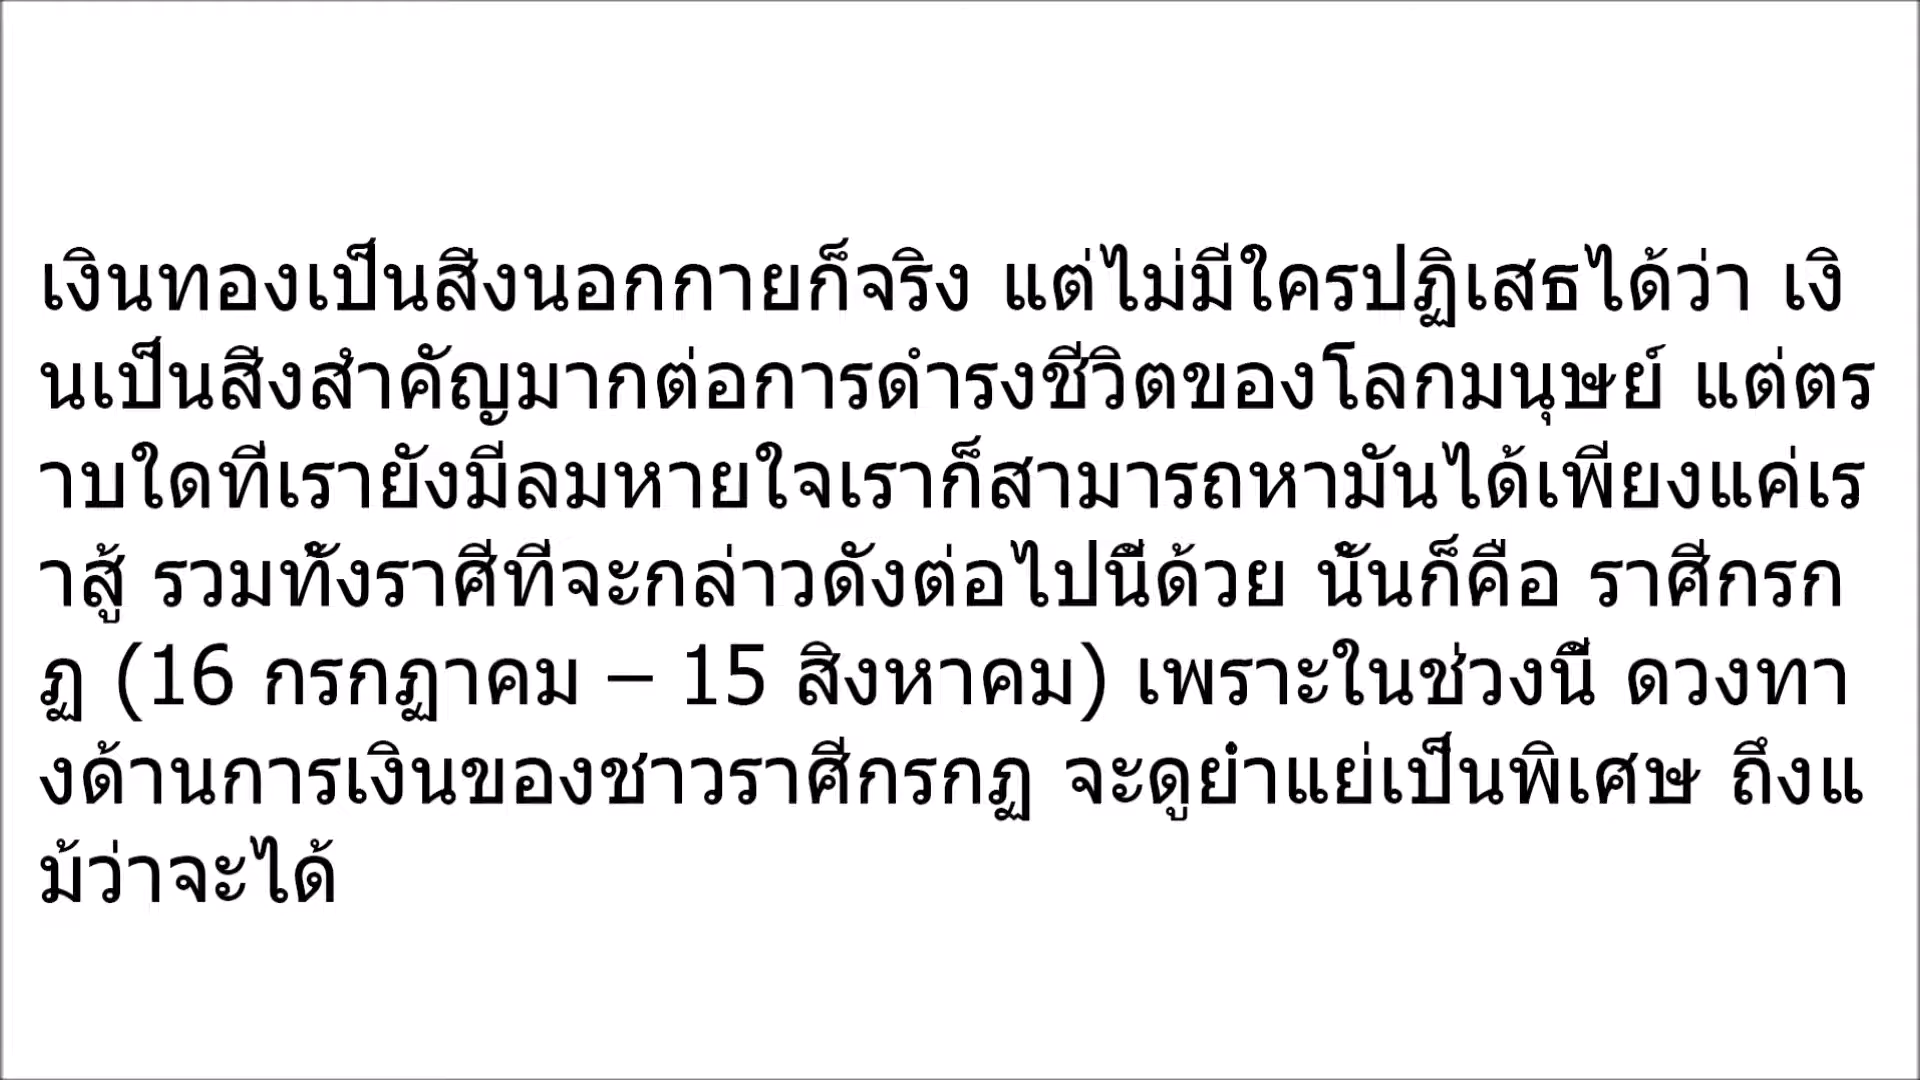 เงินทองเป็นสิ่งนอกกายก็จริง แต่ไม่มีใครปฏิเสธได้ว่า เงิ
นเป็นสิ่งสำคัญมากต่อการดำรงชีวิตของโลกมนุษย์ แต่ตร
าบใดที่เรายังมีลมหายใจเราก็สามารถหามันได้เพียงแค่เร
าสู้ รวมทั้งราศีที่จะกล่าวดังต่อไปนี้ด้วย นั้นก็คือ ราศีกรก
ฏ (16 กรกฏาคม – 15 สิงหาคม) เพราะในช่วงนี้ ดวงทา
งด้านการเงินของชาวราศีกรกฏ จะดูย่ำแย่เป็นพิเศษ ถึงแ
ม้ว่าจะได้